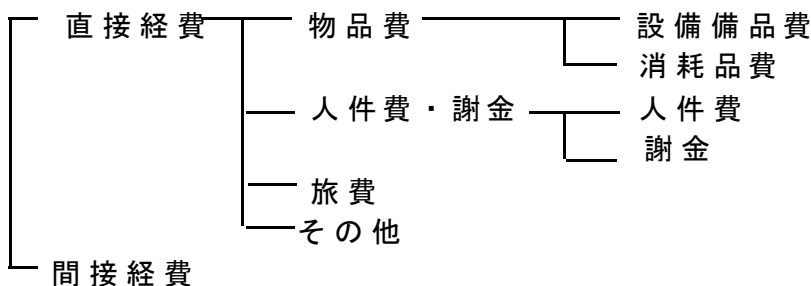 直接経費 物品費 設備備品費
消耗品費
人件費・謝金 人件費
謝金
旅費
その他
間接経費